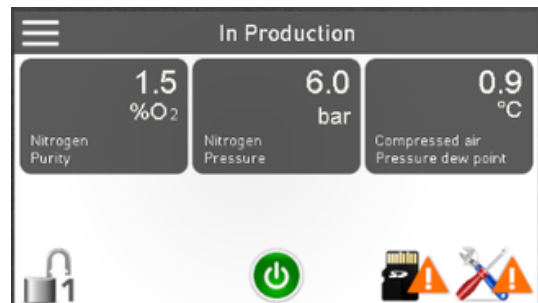 In Production
1.5
%O2
Nitrogen
Purity
6.0
bar
Nitrogen
Pressure
0.9
°C
Compressed air
Pressure dew point
1